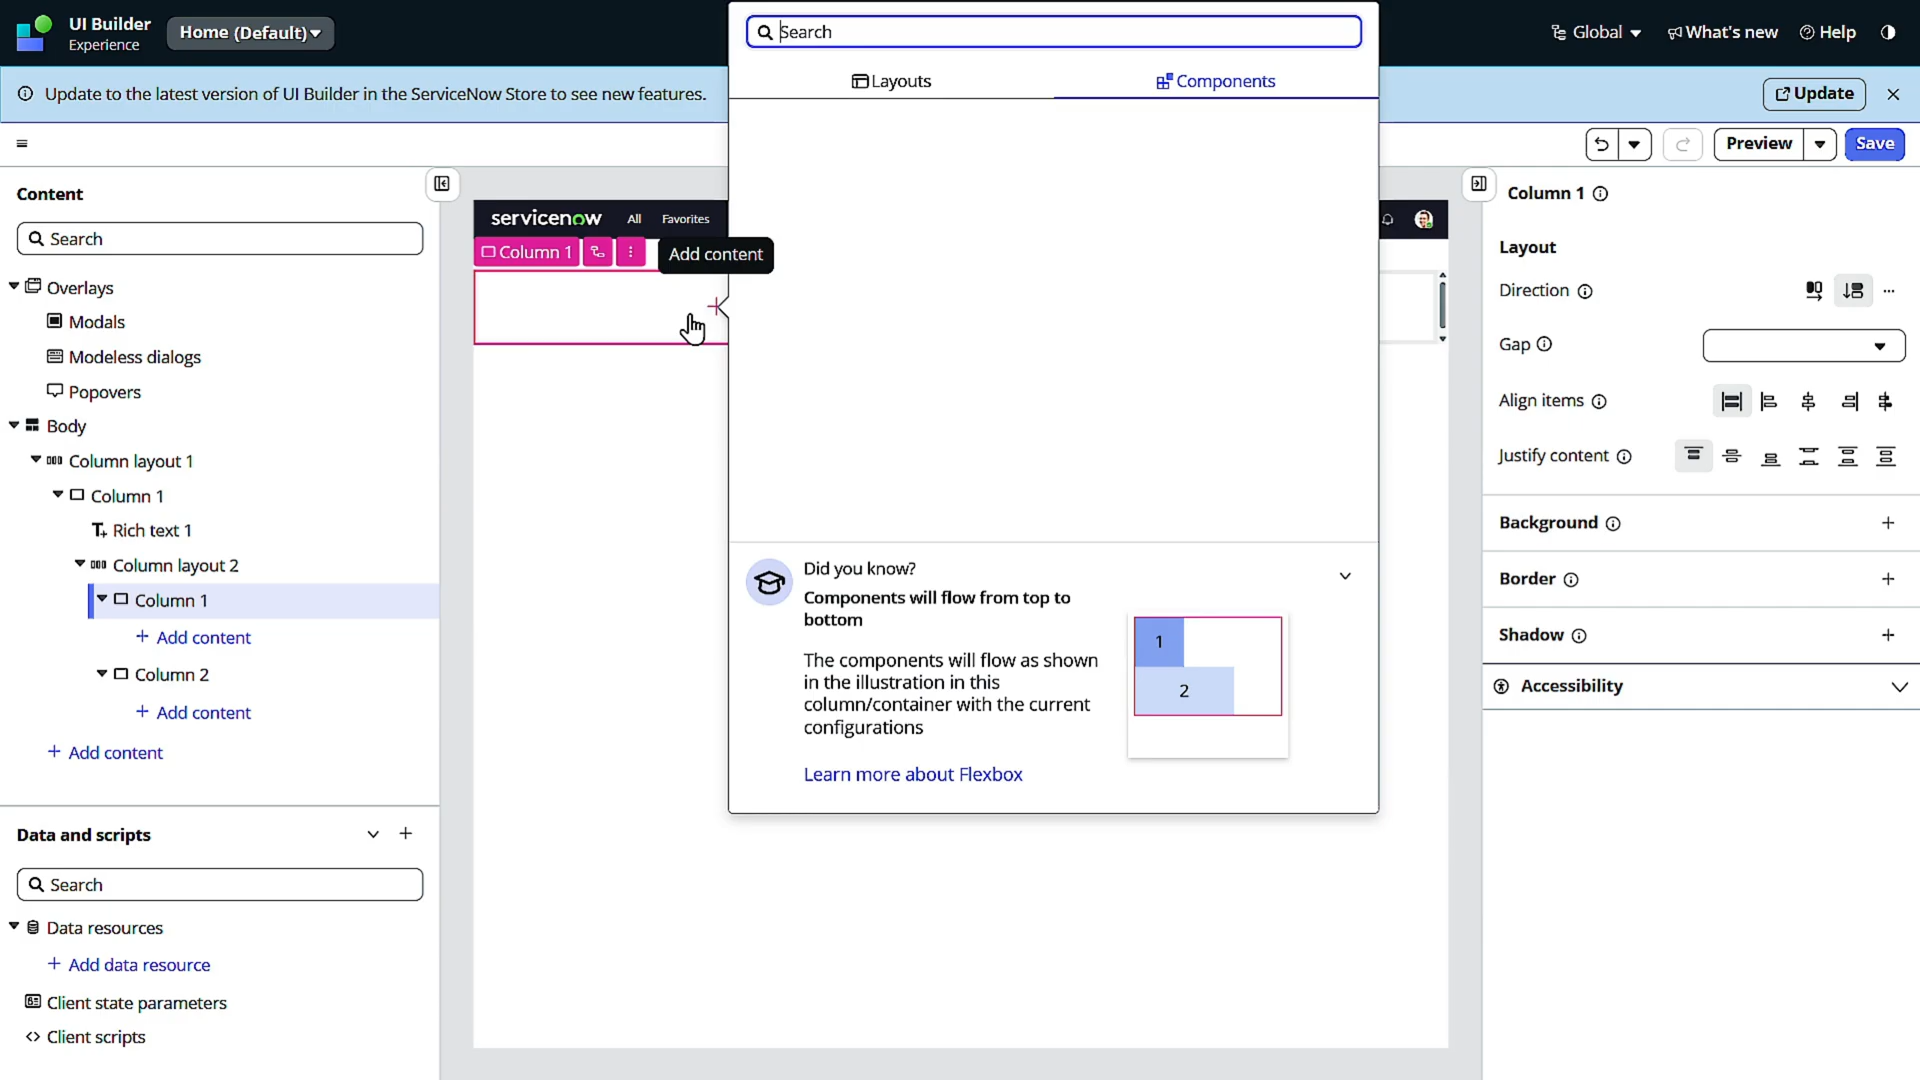 UI Builder
Experience
Home (Default)
Global
What's new
Help
Update to the latest version of UI Builder in the ServiceNow Store to see new features.
Update
Preview
Save
Content
Search
Overlays
Modals
Modeless dialogs
Popovers
Body
Column layout 1
Column 1
Rich text 1
Column layout 2
Column 1
+ Add content
Column 2
+ Add content
+ Add content
Data and scripts
Search
Data resources
+ Add data resource
Client state parameters
Client scripts
servicenow
All
Favorites
Column 1
Add content
Search
Layouts
Components
Did you know?
Components will flow from top to
bottom
The components will flow as shown
in the illustration in this
column/container with the current
configurations
Learn more about Flexbox
1
2
Column 1
Layout
Direction
Gap
Align items
Justify content
Background
Border
Shadow
Accessibility